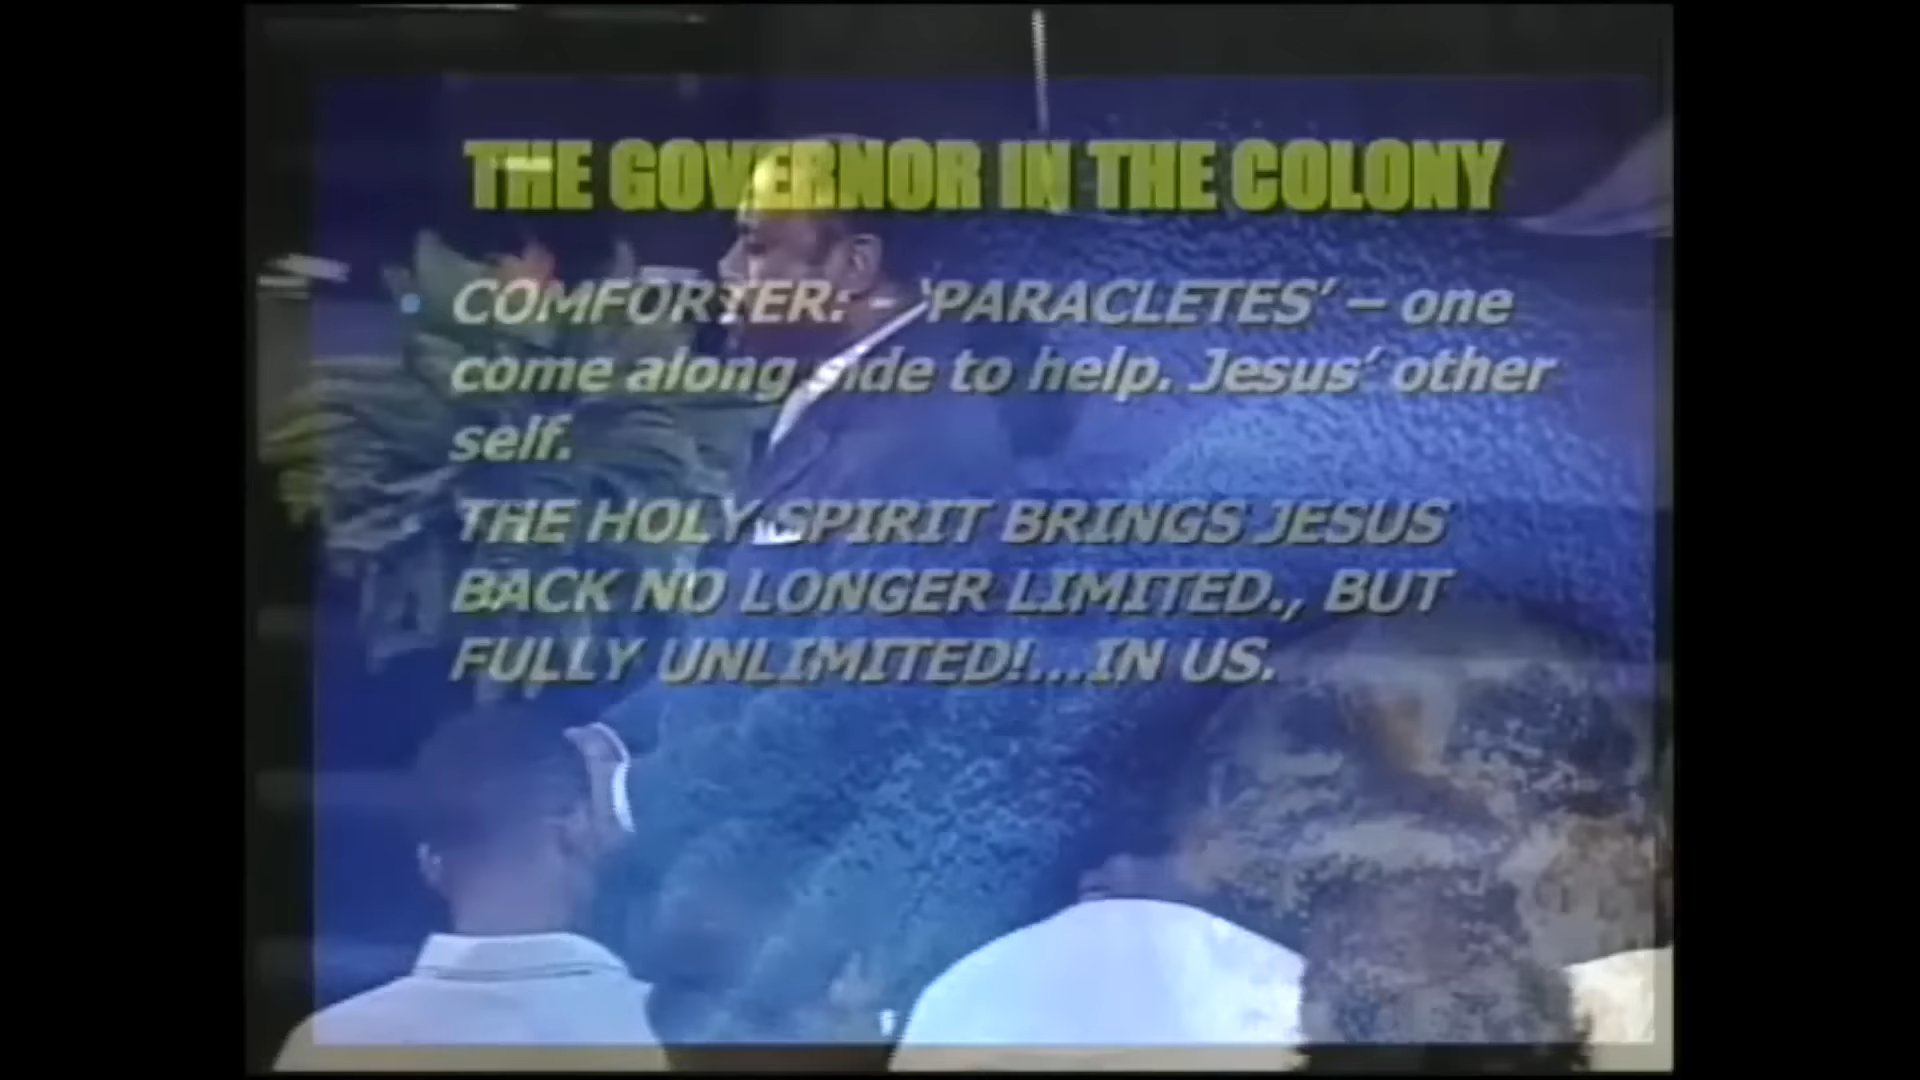 THE GOVERNOR IN THE COLONY
• COMFORTER: - ‘PARACLETES’ – one
come along side to help. Jesus’ other
self.
THE HOLY SPIRIT BRINGS JESUS
BACK NO LONGER LIMITED., BUT
FULLY UNLIMITED!...IN US.